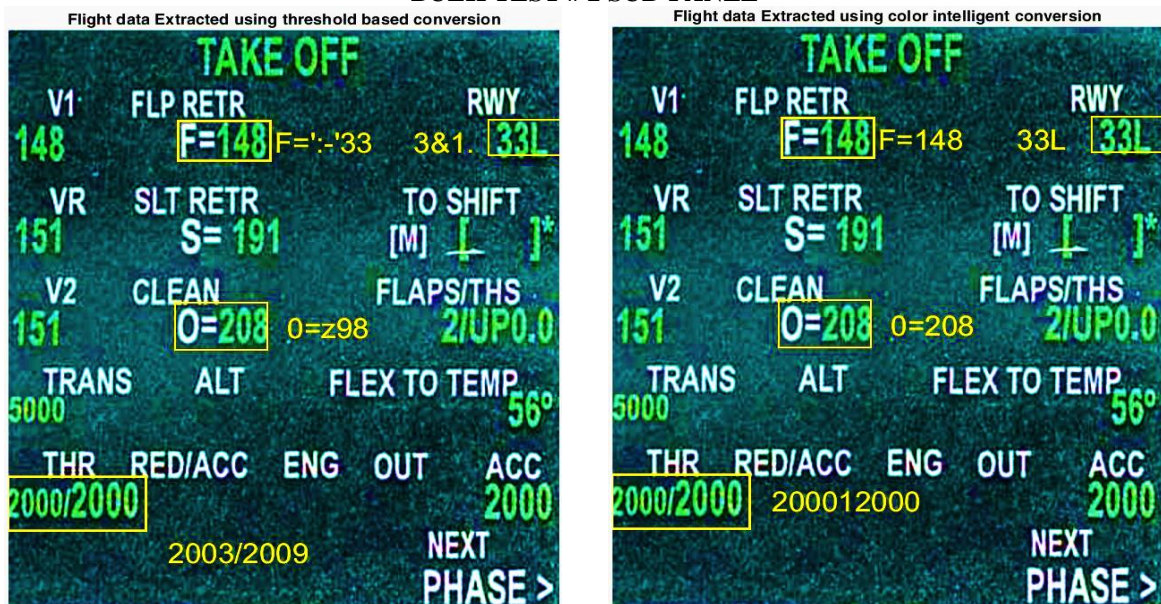 Flight data Extracted using threshold based conversion
TAKE OFF
V1 FLP RETR RWY
148 F=148 F=':-'33 3&1. 33L
VR SLT RETR TO SHIFT
151 S= 191 [M] [ ]*
V2 CLEAN FLAPS/THS
151 O=208 0=z98 2/UP0.0
TRANS ALT FLEX TO TEMP
5000 56º
THR RED/ACC ENG OUT ACC
2000/2000 2000
2003/2009
NEXT
PHASE >
Flight data Extracted using color intelligent conversion
TAKE OFF
V1 FLP RETR RWY
148 F=148 F=148 33L 33L
VR SLT RETR TO SHIFT
151 S= 191 [M] [ ]*
V2 CLEAN FLAPS/THS
151 O=208 0=208 2/UP0.0
TRANS ALT FLEX TO TEMP
5000 56º
THR RED/ACC ENG OUT ACC
2000/2000 200012000 2000
NEXT
PHASE >